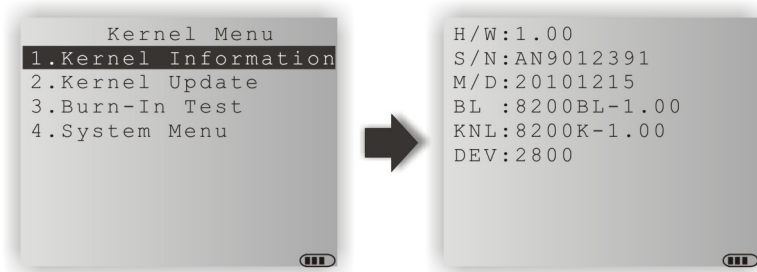 Kernel Menu
1.Kernel Information
2.Kernel Update
3.Burn-In Test
4.System Menu
H/W:1.00
S/N:AN9012391
M/D:20101215
BL :8200BL-1.00
KNL:8200K-1.00
DEV:2800